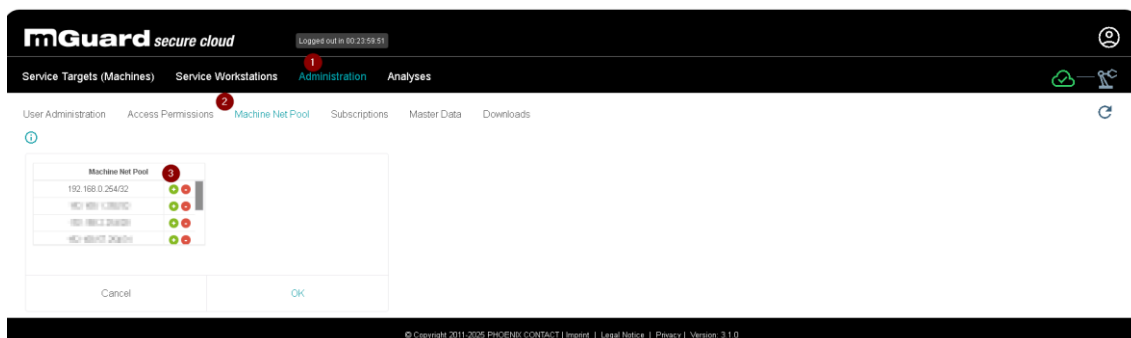 mGuard secure cloud
Logged out in 00:23:59:51
1
Service Targets (Machines) Service Workstations Administration Analyses
2
User Administration Access Permissions Machine Net Pool Subscriptions Master Data Downloads
Machine Net Pool 3
192.168.0.254/32
Cancel OK
© Copyright 2011-2025 PHOENIX CONTACT | Imprint | Legal Notice | Privacy | Version: 3.1.0